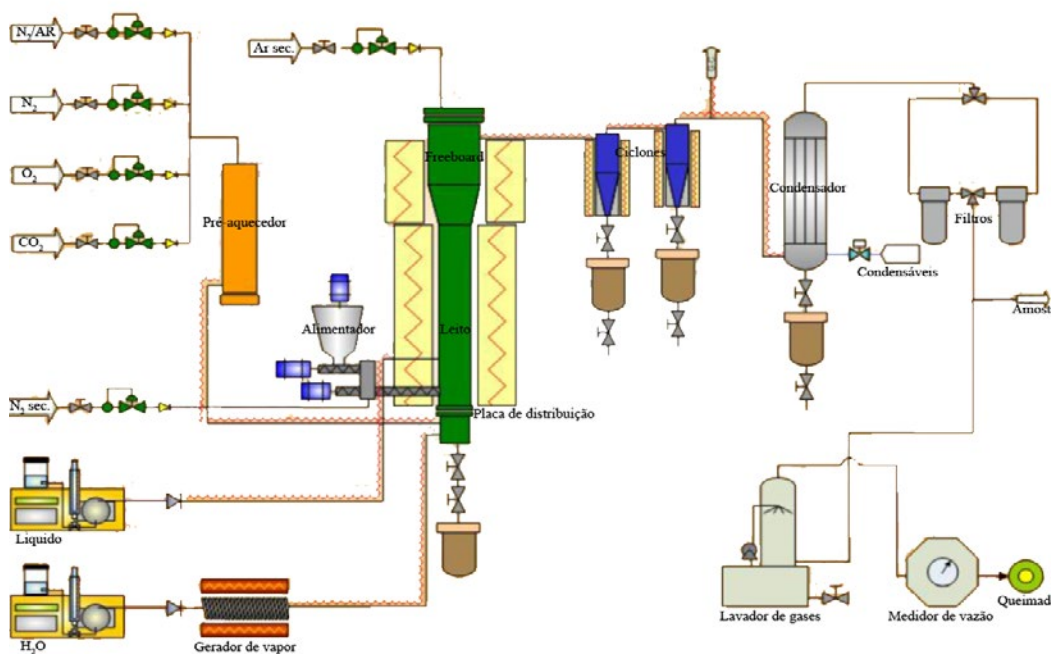 N₂/AR
Ar sec.
N₂
Freeboard
Ciclones
O₂
Condensador
Pré-aquecedor
Filtros
CO₂
Condensáveis
Amost
Alimentador
Leito
N₂ sec.
Placa de distribuição
Líquido
Lavador de gases
Medidor de vazão
Queimad
H₂O
Gerador de vapor